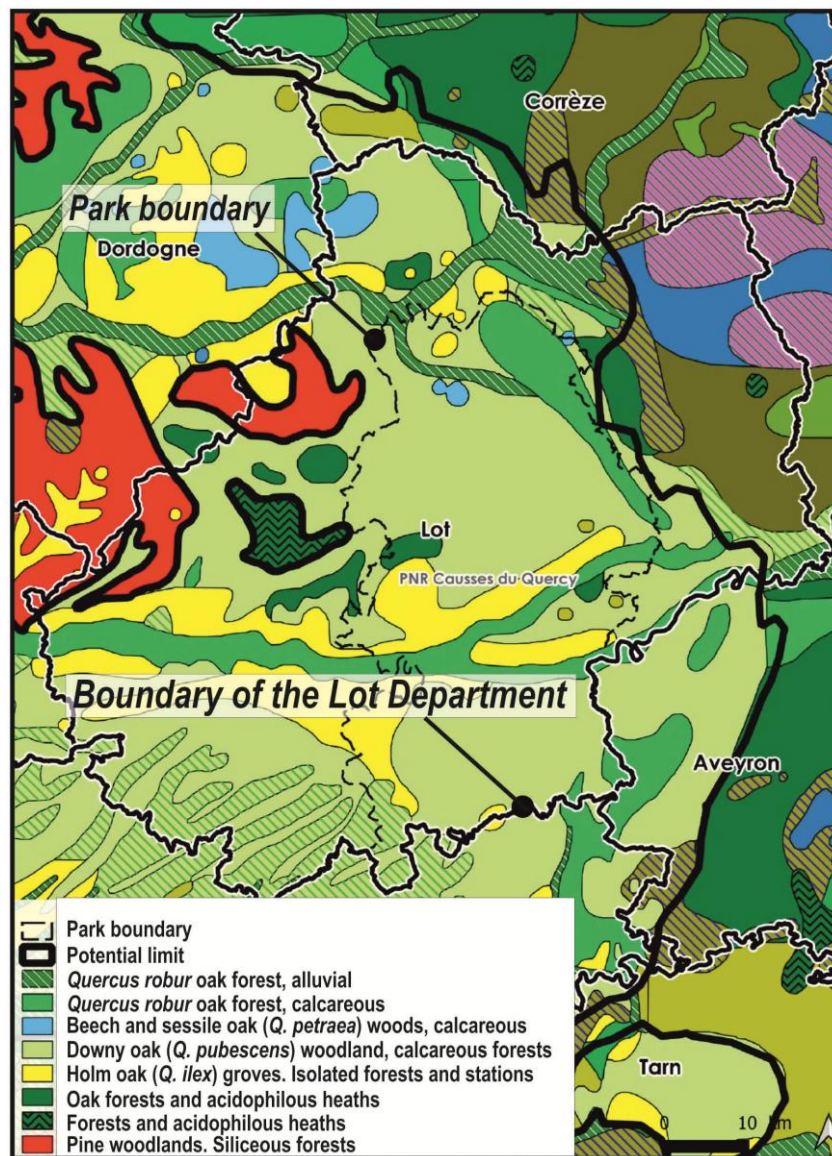 Corrèze
Park boundary
Dordogne
Lot
PNR Causses du Quercy
Boundary of the Lot Department
Aveyron
Park boundary
Potential limit
Quercus robur oak forest, alluvial
Quercus robur oak forest, calcareous
Beech and sessile oak (Q. petraea) woods, calcareous
Downy oak (Q. pubescens) woodland, calcareous forests
Holm oak (Q. ilex) groves. Isolated forests and stations
Oak forests and acidophilous heaths
Forests and acidophilous heaths
Pine woodlands. Siliceous forests
Tarn
0 10 km